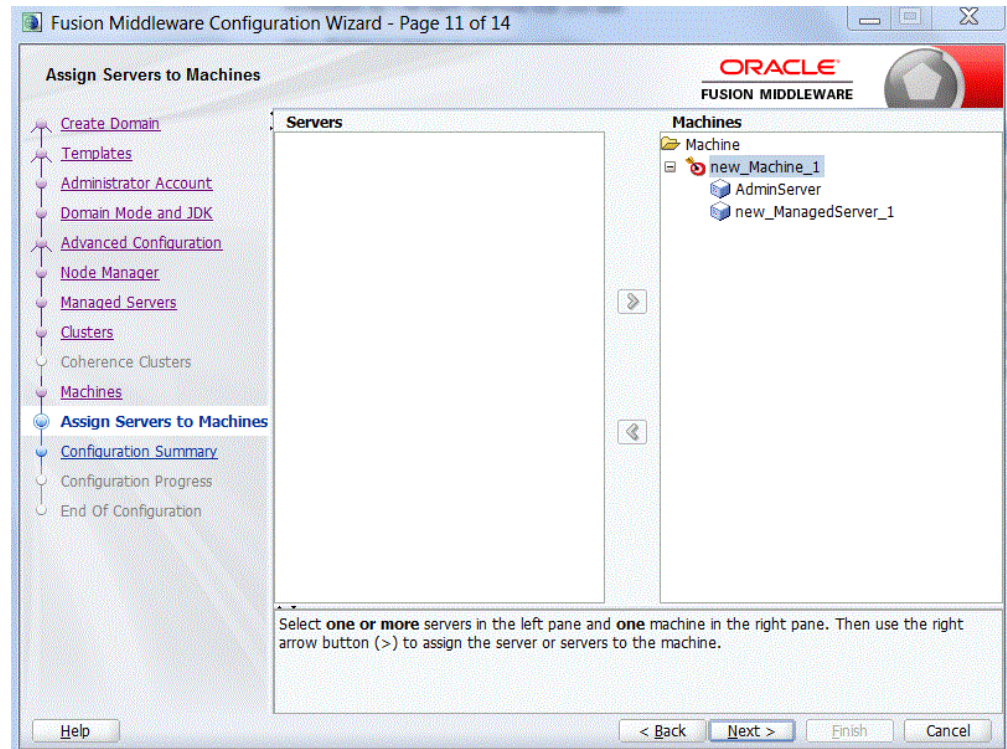 Fusion Middleware Configuration Wizard - Page 11 of 14
Assign Servers to Machines
ORACLE
FUSION MIDDLEWARE
Create Domain
Templates
Administrator Account
Domain Mode and JDK
Advanced Configuration
Node Manager
Managed Servers
Clusters
Coherence Clusters
Machines
Assign Servers to Machines
Configuration Summary
Configuration Progress
End Of Configuration
Servers
Machines
Machine
new_Machine_1
AdminServer
new_ManagedServer_1
Select one or more servers in the left pane and one machine in the right pane. Then use the right
arrow button (>) to assign the server or servers to the machine.
Help
< Back
Next >
Finish
Cancel